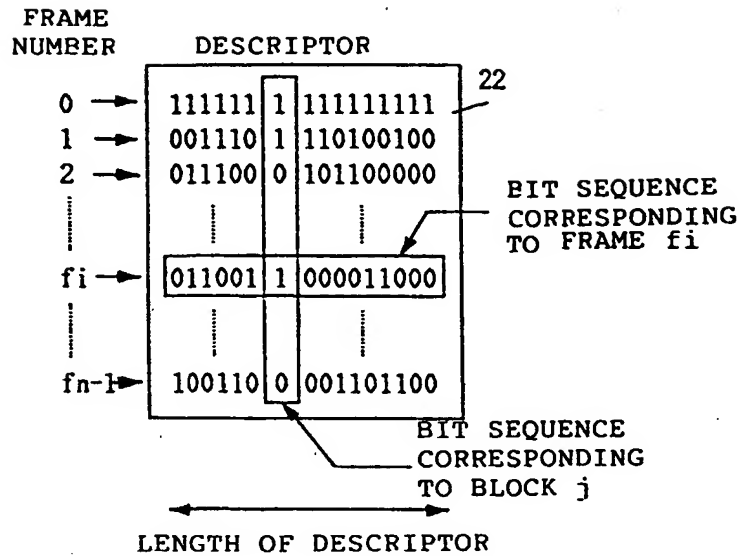 FRAME
NUMBER DESCRIPTOR
22
0 111111 1 111111111
1 001110 1 110100100
2 011100 0 101100000
BIT SEQUENCE
CORRESPONDING
TO FRAME fi
fi 011001 1 000011000
fn-1 100110 0 001101100
BIT SEQUENCE
CORRESPONDING
TO BLOCK j
LENGTH OF DESCRIPTOR